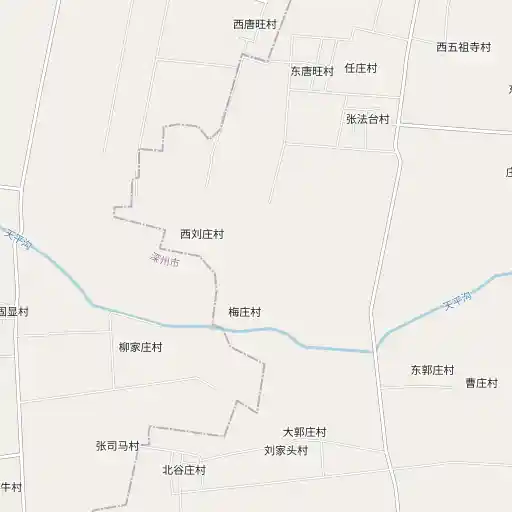 西唐旺村
西五祖寺村
东唐旺村
任庄村
张法台村
庄
西刘庄村
天平沟
深州市
天平沟
固显村
梅庄村
柳家庄村
东郭庄村
曹庄村
大郭庄村
张司马村
刘家头村
北谷庄村
牛村